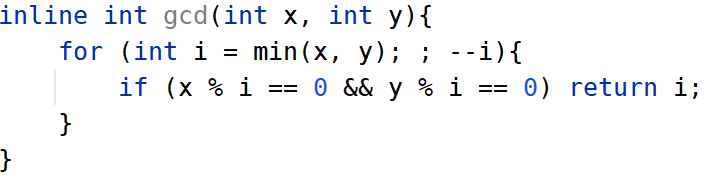 inline int gcd(int x, int y){
    for (int i = min(x, y); ; --i){
        if (x % i == 0 && y % i == 0) return i;
    }
}